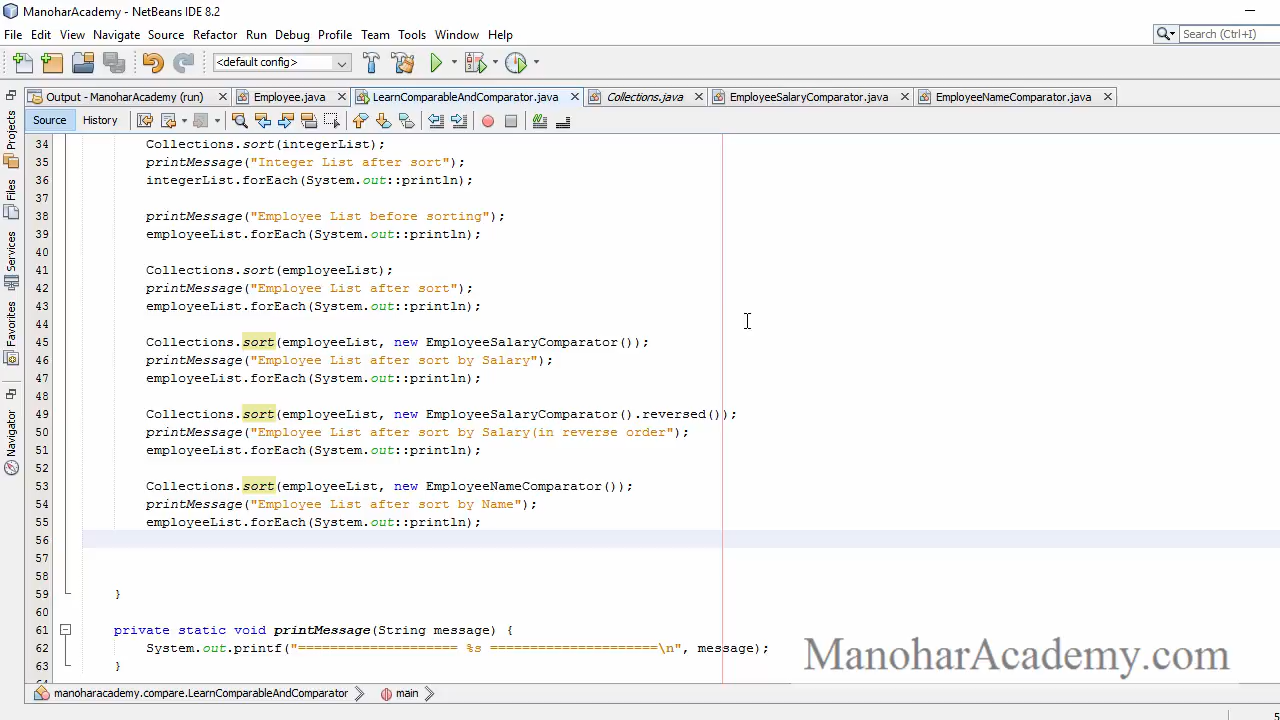 ManoharAcademy - NetBeans IDE 8.2
File Edit View Navigate Source Refactor Run Debug Profile Team Tools Window Help
<default config> Search (Ctrl+I)
Output - ManoharAcademy (run) Employee.java LearnComparableAndComparator.java Collections.java EmployeeSalaryComparator.java EmployeeNameComparator.java
Source History
Projects
Files
Services
Favorites
Navigator
34 Collections.sort(integerList);
35 printMessage("Integer List after sort");
36 integerList.forEach(System.out::println);
37
38 printMessage("Employee List before sorting");
39 employeeList.forEach(System.out::println);
40
41 Collections.sort(employeeList);
42 printMessage("Employee List after sort");
43 employeeList.forEach(System.out::println);
44
45 Collections.sort(employeeList, new EmployeeSalaryComparator());
46 printMessage("Employee List after sort by Salary");
47 employeeList.forEach(System.out::println);
48
49 Collections.sort(employeeList, new EmployeeSalaryComparator().reversed());
50 printMessage("Employee List after sort by Salary(in reverse order");
51 employeeList.forEach(System.out::println);
52
53 Collections.sort(employeeList, new EmployeeNameComparator());
54 printMessage("Employee List after sort by Name");
55 employeeList.forEach(System.out::println);
56
57
58
59 }
60
61 private static void printMessage(String message) {
62 System.out.printf("==================== %s =====================\n", message);
63 }
ManoharAcademy.com
manoharacademy.compare.LearnComparableAndComparator main